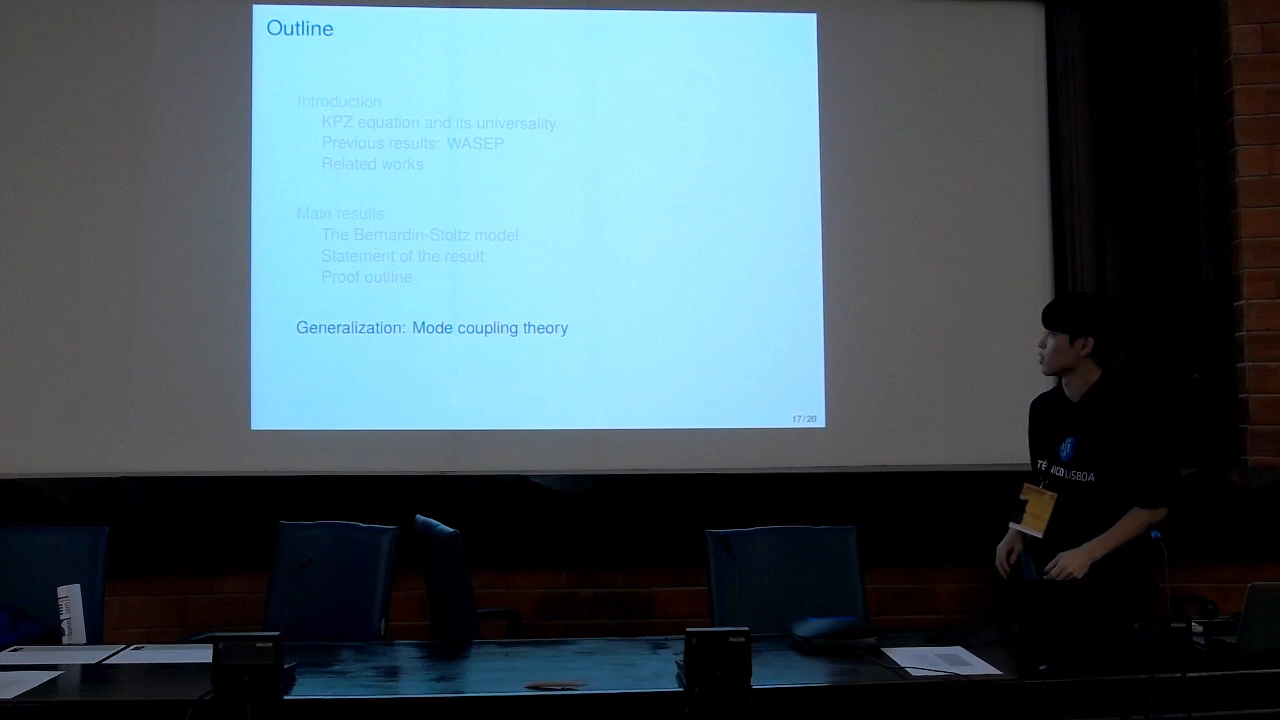 Outline
Introduction
KPZ equation and its universality
Previous results: WASEP
Related works
Main results
The Bernardin-Stoltz model
Statement of the result
Proof outline
Generalization: Mode coupling theory
17/20
LISBOA